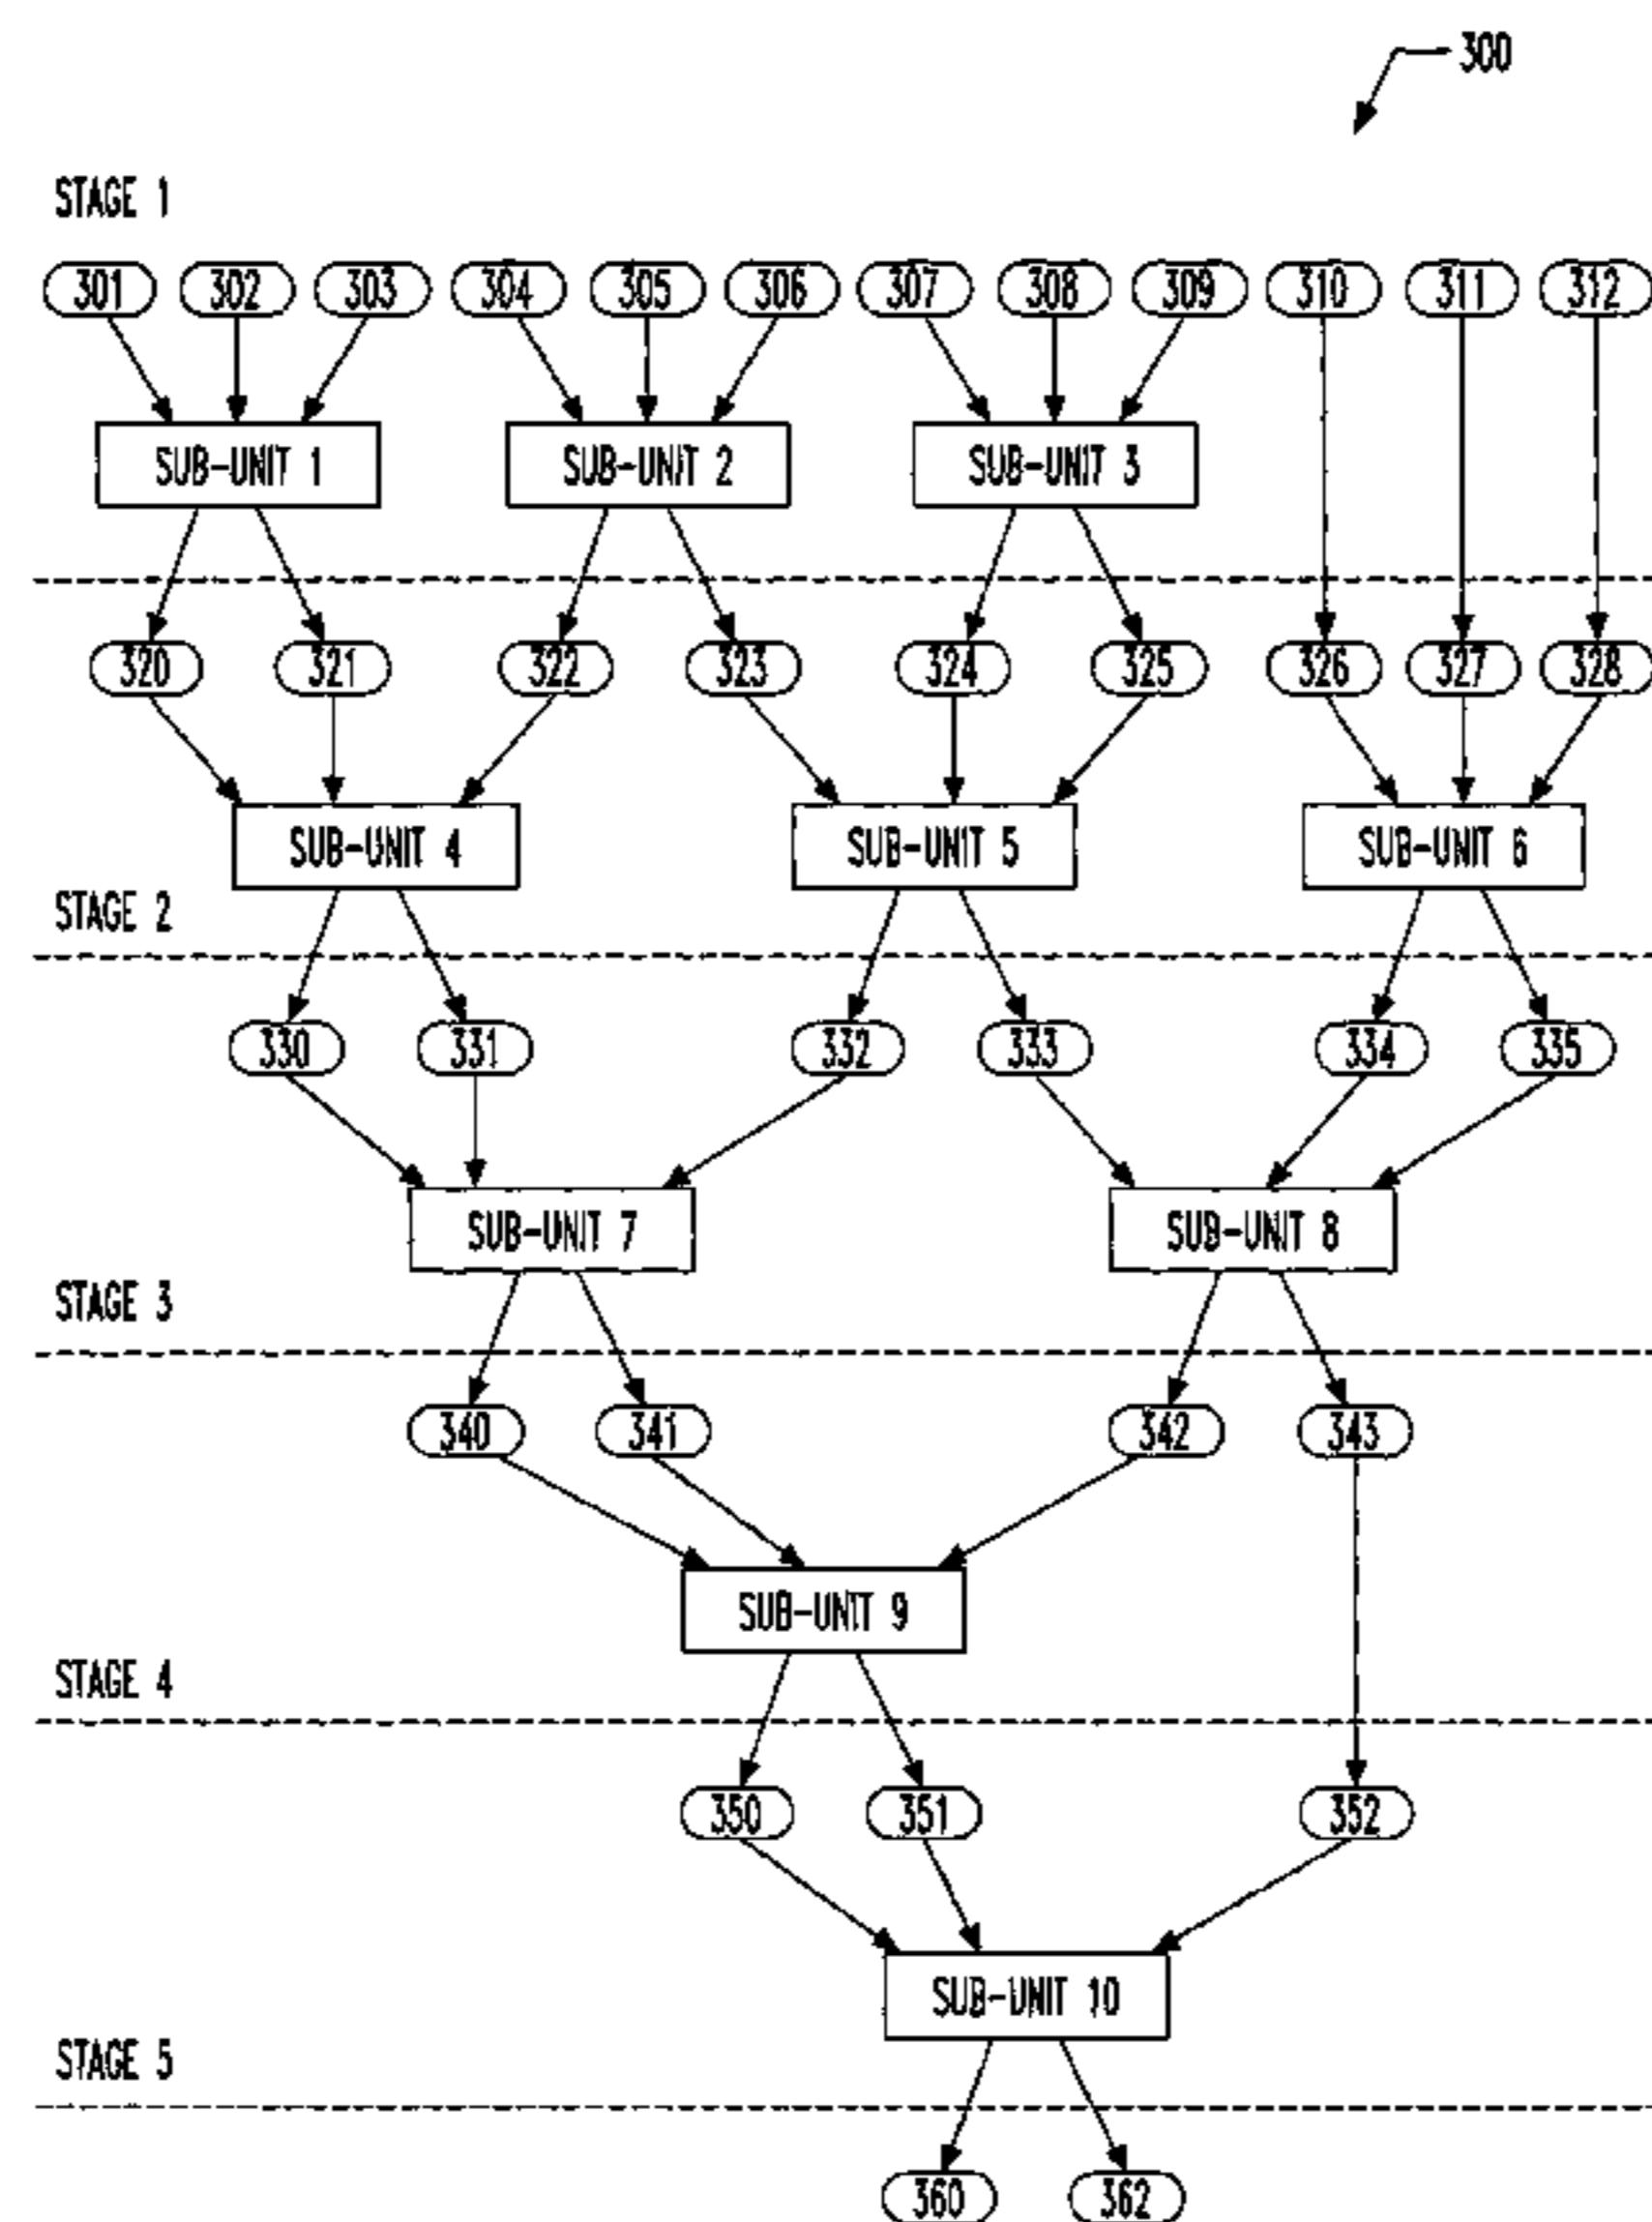 300
STAGE 1
301 302 303 304 305 306 307 308 309 310 311 312
SUB-UNIT 1 SUB-UNIT 2 SUB-UNIT 3
320 321 322 323 324 325 326 327 328
SUB-UNIT 4 SUB-UNIT 5 SUB-UNIT 6
STAGE 2
330 331 332 333 334 335
SUB-UNIT 7 SUB-UNIT 8
STAGE 3
340 341 342 343
SUB-UNIT 9
STAGE 4
350 351 352
SUB-UNIT 10
STAGE 5
360 362